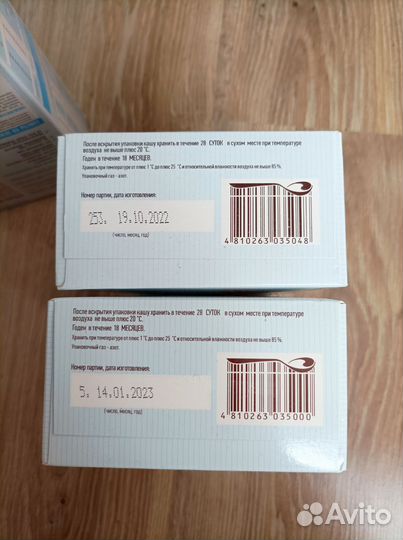 После вскрытия упаковки кашу хранить в течение 28 СУТОК в сухом месте при температуре
воздуха не выше плюс 20 °С.
Годен в течение 18 МЕСЯЦЕВ.
Хранить при температуре от плюс 1 °С до плюс 25 °С и относительной влажности воздуха не выше 85 %.
Упаковочный газ - азот.
Номер партии, дата изготовления:
253. 19.10.2022
(число, месяц, год)
4 810263 035048
После вскрытия упаковки кашу хранить в течение 28 СУТОК в сухом месте при температуре
воздуха не выше плюс 20 °С.
Годен в течение 18 МЕСЯЦЕВ.
Хранить при температуре от плюс 1 °С до плюс 25 °С и относительной влажности воздуха не выше 85 %.
Упаковочный газ - азот.
Номер партии, дата изготовления:
5. 14.01.2023
(число, месяц, год)
4 810263 035000
Avito